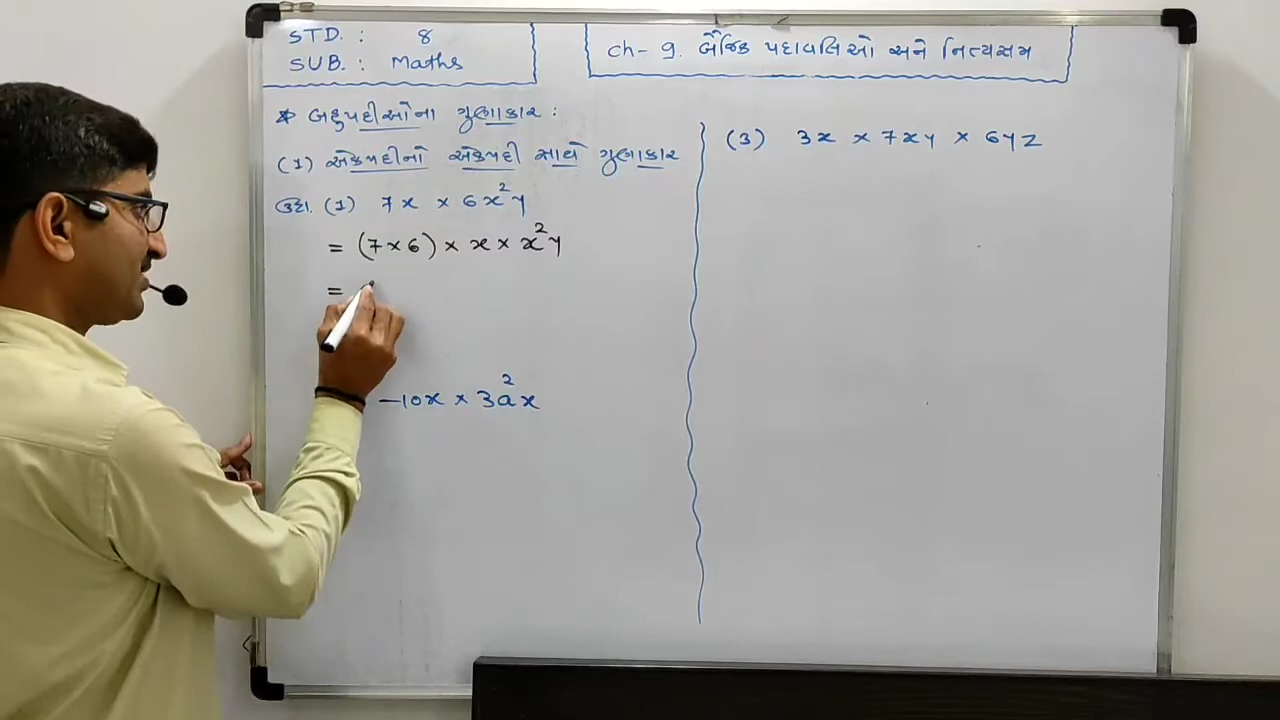 STD. : 8
SUB. : Maths
ch- 9. બૈજિક પદાવલિઓ અને નિત્યસમ
* બહુપદીઓના ગુણાકાર :
(1) એકપદીનો એકપદી સાથે ગુણાકાર
ઉદા. (1) 7x × 6x²y
= (7×6) × x × x²y
=
-10x × 3a²x
(3) 3x × 7xy × 6yz